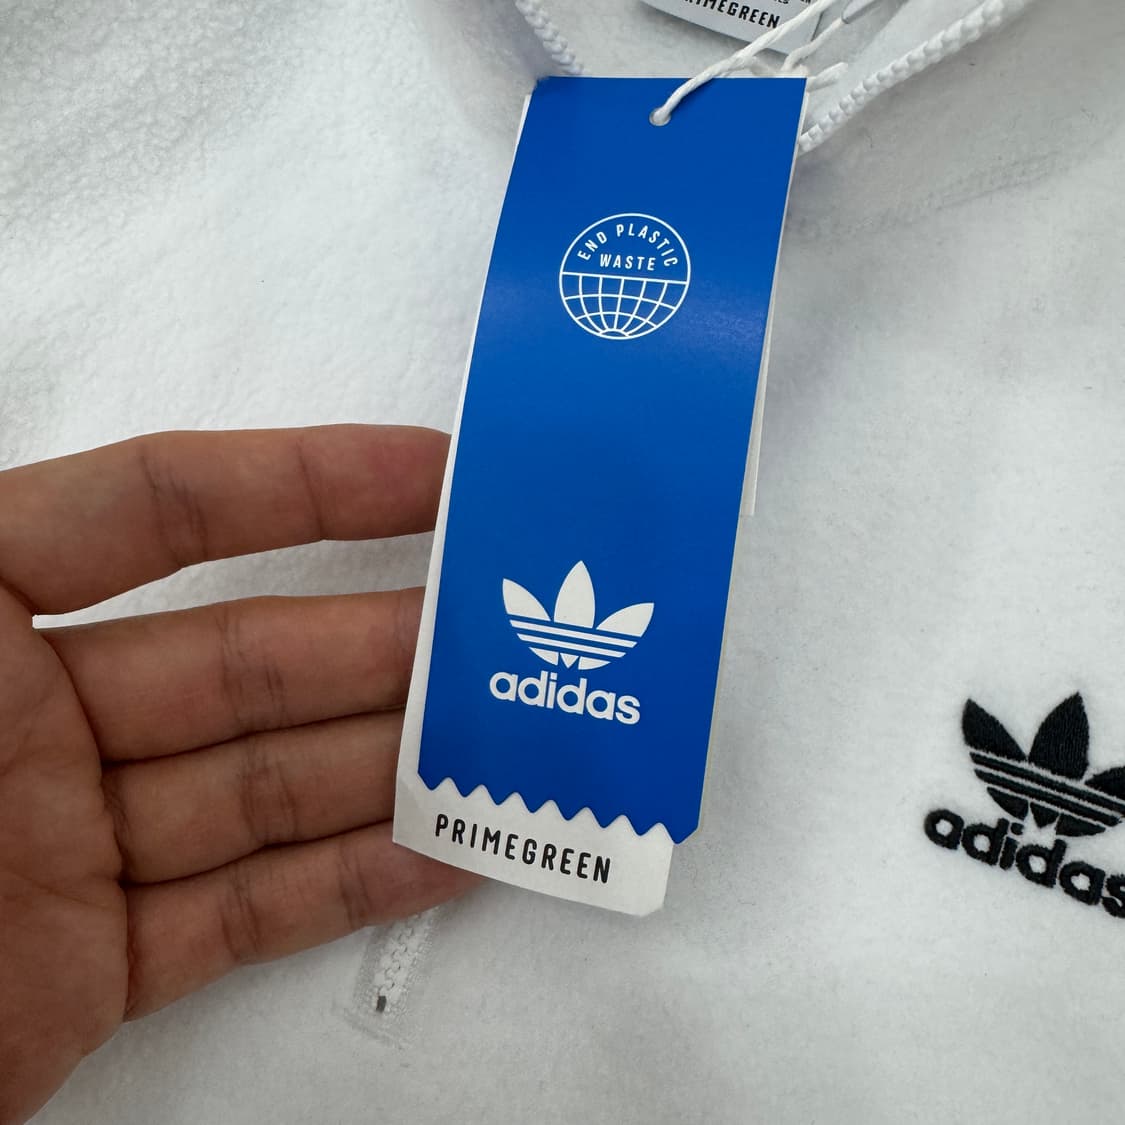 PRIMEGREEN
END PLASTIC
WASTE
adidas
PRIMEGREEN
adidas